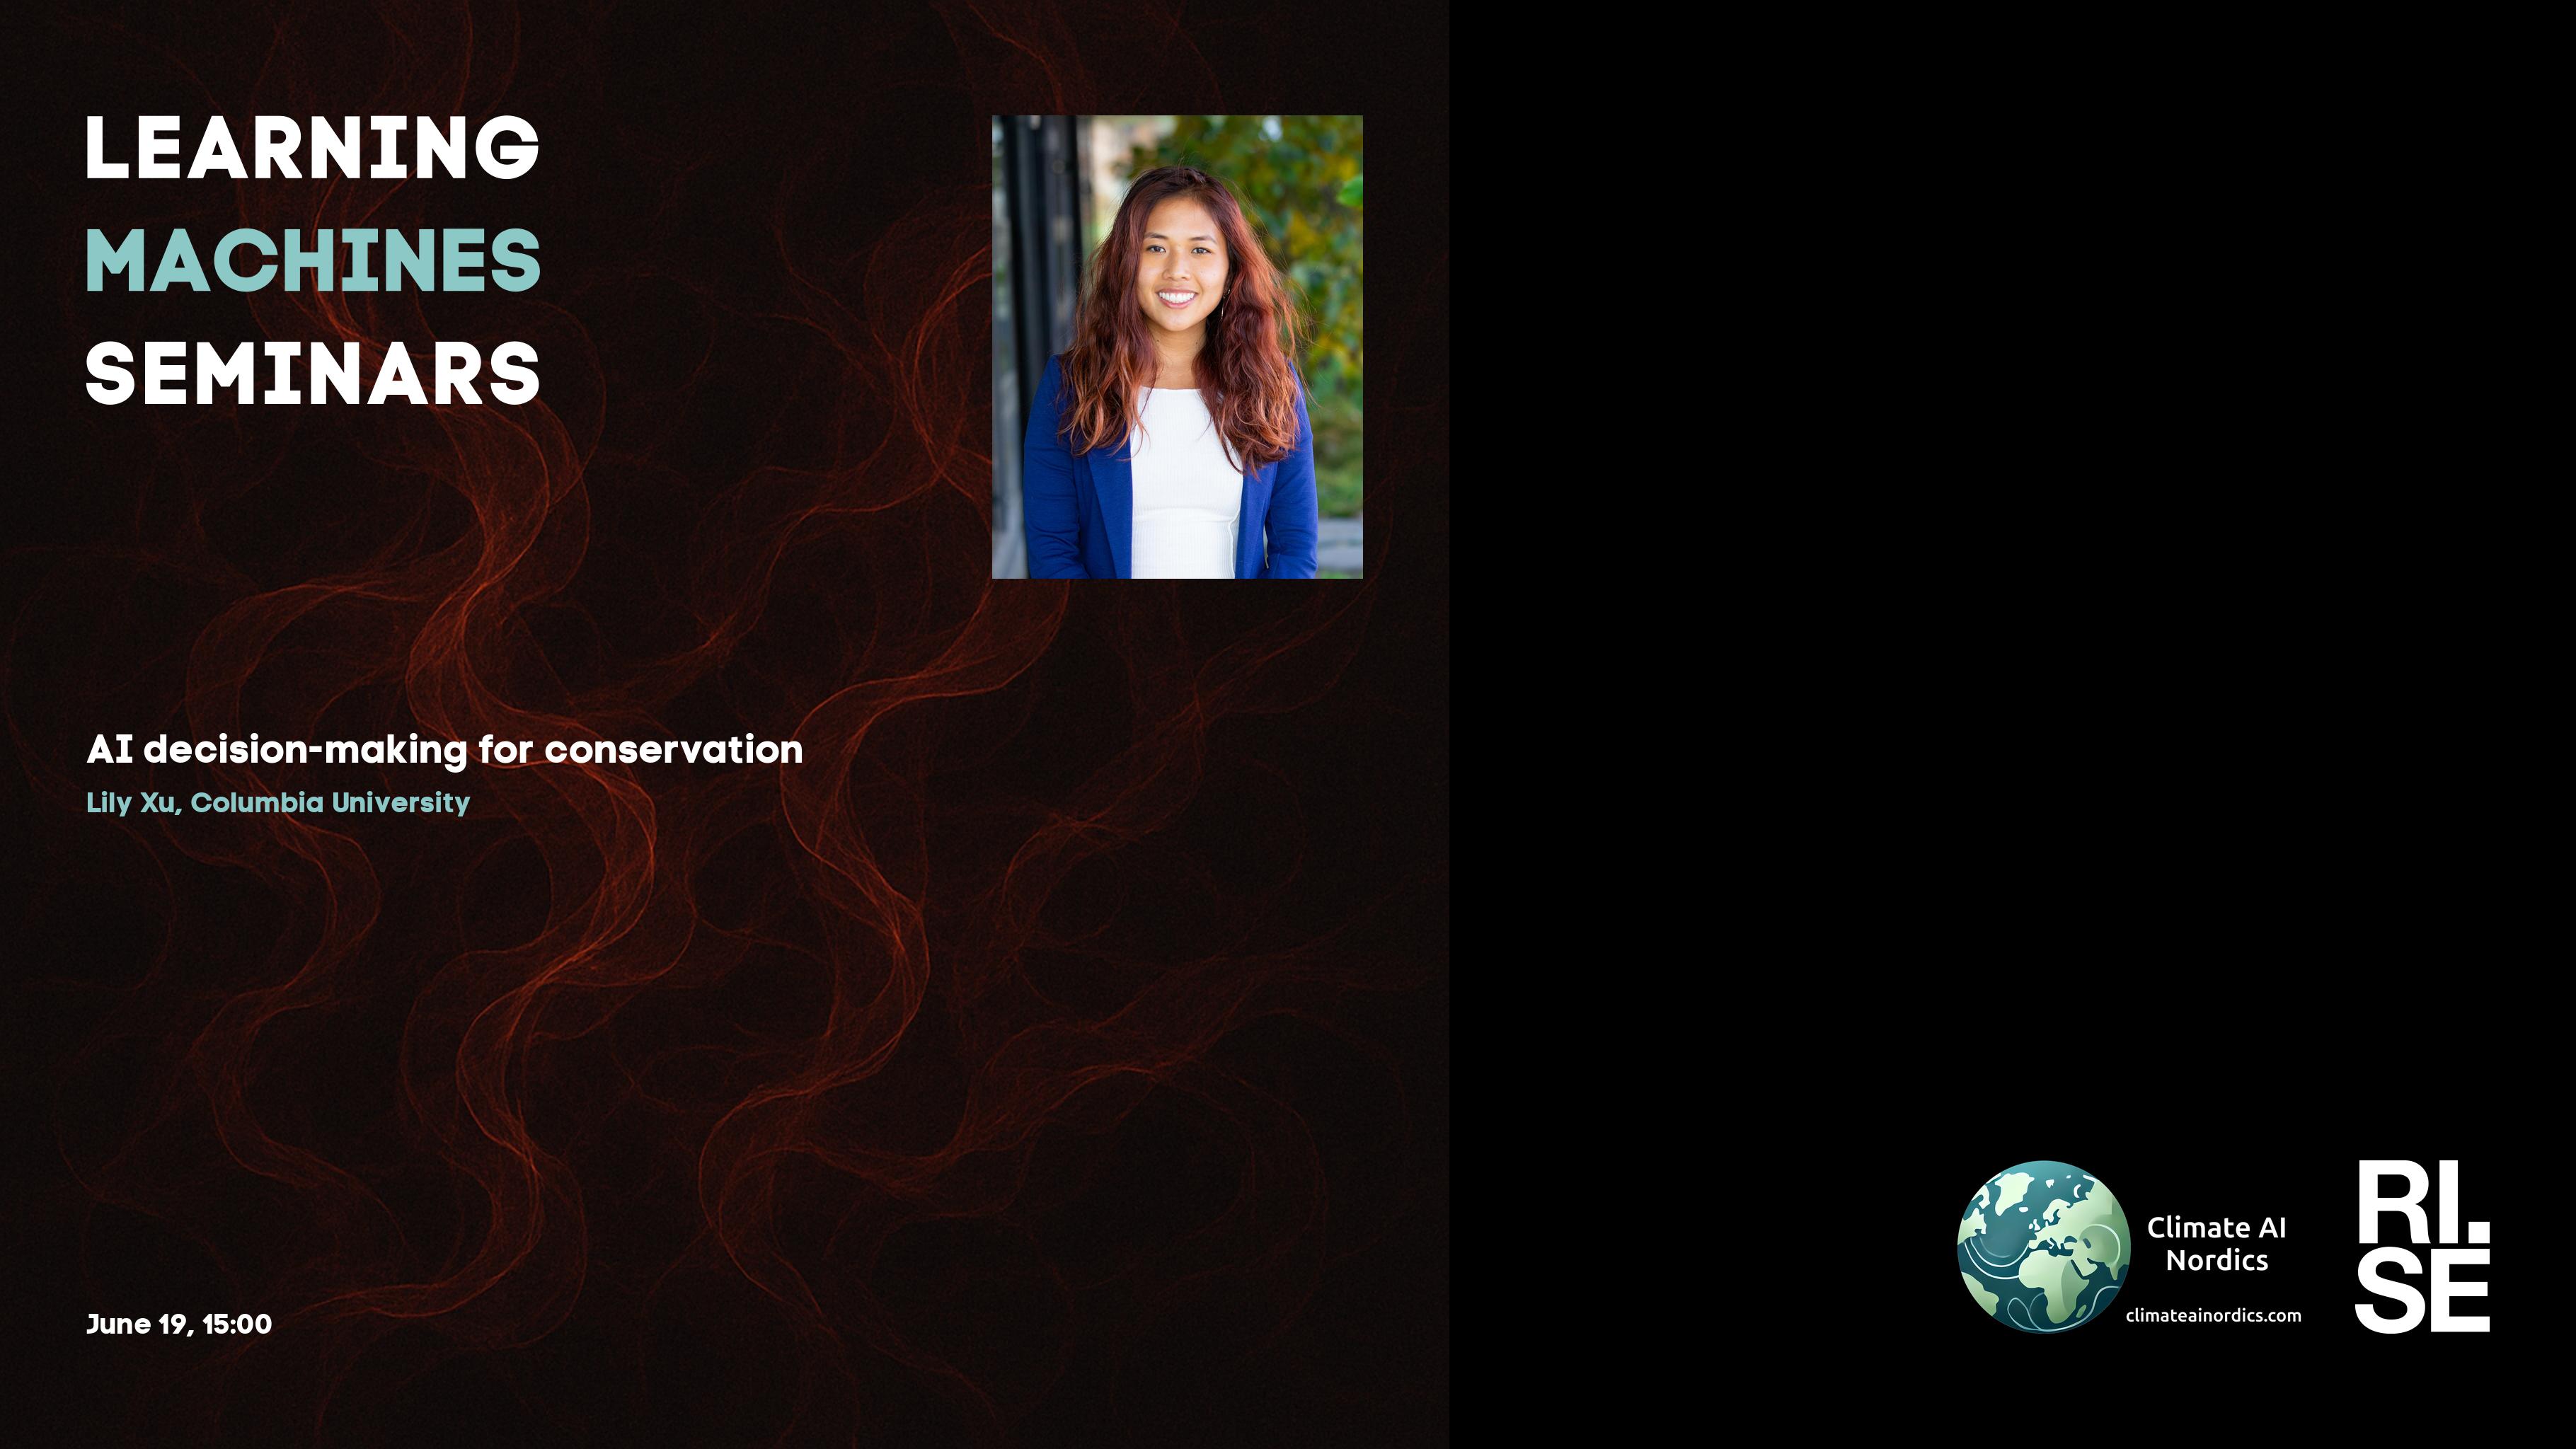 LEARNING
MACHINES
SEMINARS
AI decision-making for conservation
Lily Xu, Columbia University
June 19, 15:00
Climate AI
Nordics
climateainordics.com
RI.
SE